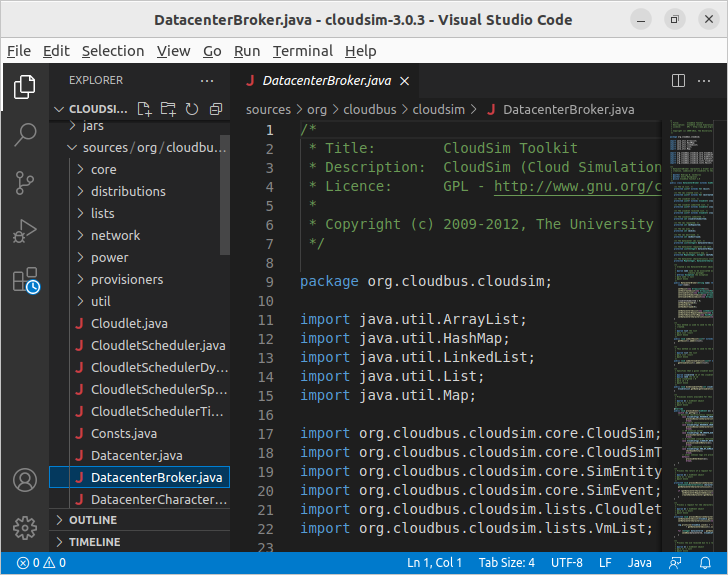 DatacenterBroker.java - cloudsim-3.0.3 - Visual Studio Code
File Edit Selection View Go Run Terminal Help
EXPLORER
CLOUDSI...
jars
sources/org/cloudbu...
core
distributions
lists
network
power
provisioners
util
J Cloudlet.java
J CloudletScheduler.java
J CloudletSchedulerDy...
J CloudletSchedulerSp...
J CloudletSchedulerTi...
J Consts.java
J Datacenter.java
J DatacenterBroker.java
J DatacenterCharacter...
OUTLINE
TIMELINE
J DatacenterBroker.java
sources > org > cloudbus > cloudsim > J DatacenterBroker.java
1 /*
2 * Title: CloudSim Toolkit
3 * Description: CloudSim (Cloud Simulation
4 * Licence: GPL - http://www.gnu.org/c
5 *
6 * Copyright (c) 2009-2012, The University
7 */
8
9 package org.cloudbus.cloudsim;
10
11 import java.util.ArrayList;
12 import java.util.HashMap;
13 import java.util.LinkedList;
14 import java.util.List;
15 import java.util.Map;
16
17 import org.cloudbus.cloudsim.core.CloudSim;
18 import org.cloudbus.cloudsim.core.CloudSimT
19 import org.cloudbus.cloudsim.core.SimEntity
20 import org.cloudbus.cloudsim.core.SimEvent;
21 import org.cloudbus.cloudsim.lists.Cloudlet
22 import org.cloudbus.cloudsim.lists.VmList;
23
0 0 Ln 1, Col 1 Tab Size: 4 UTF-8 LF Java